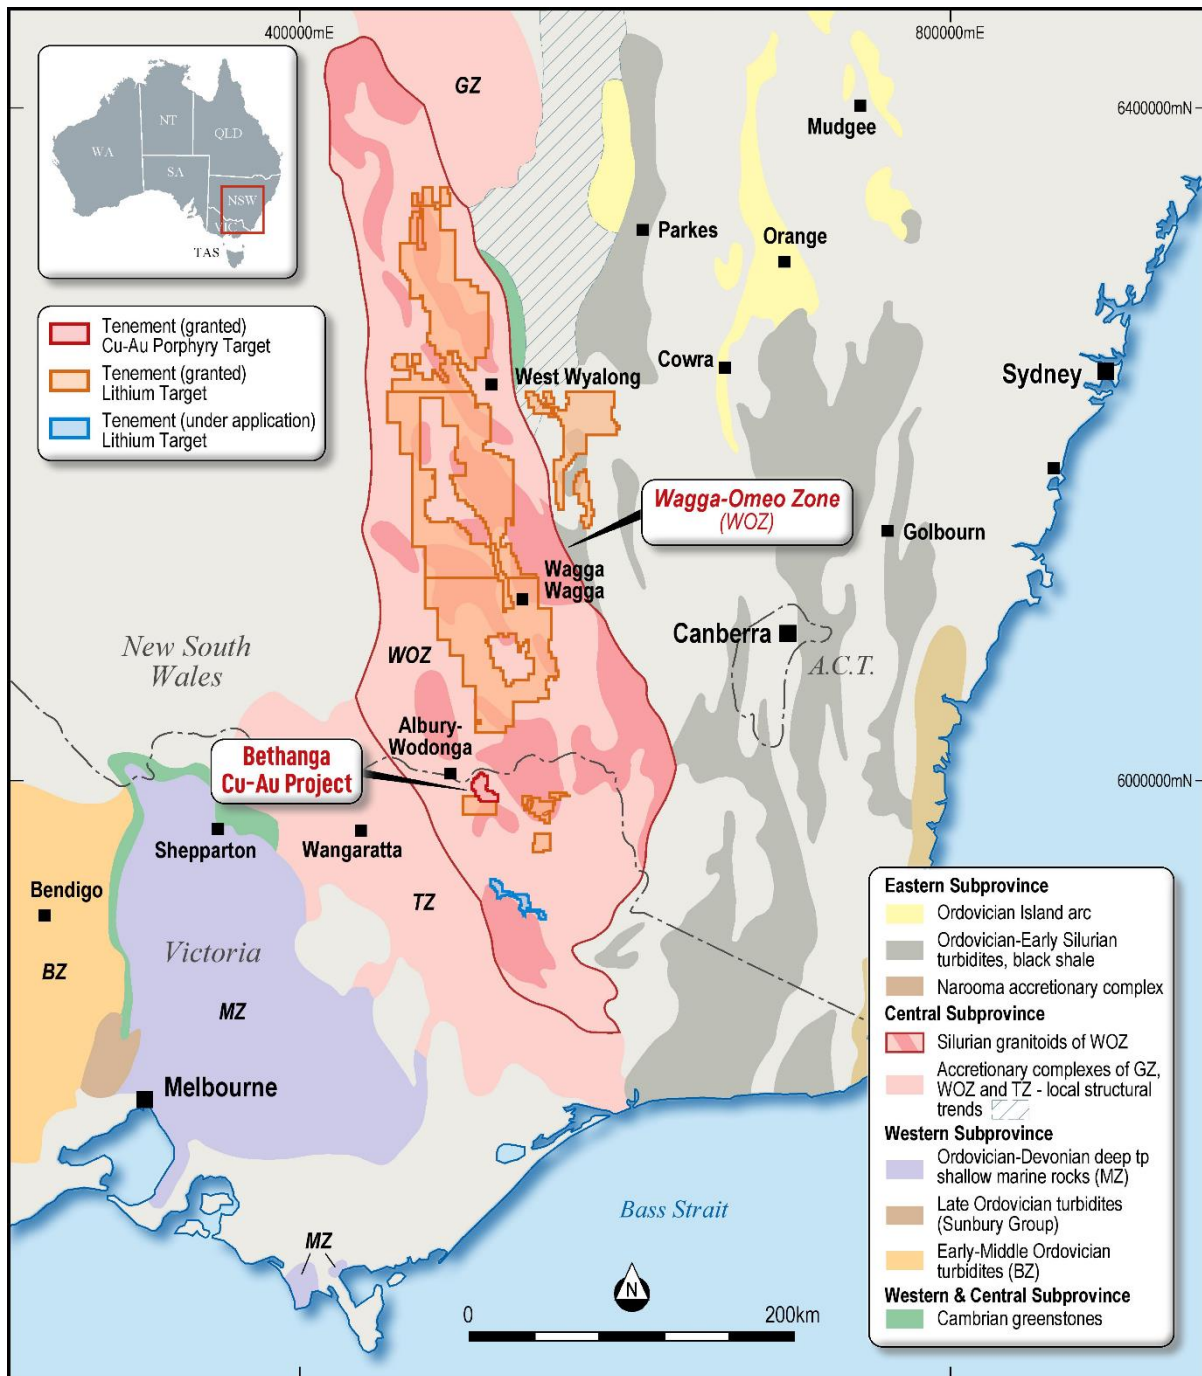 400000mE
800000mE
6400000mN
NT
QLD
WA
SA
NSW
VIC
TAS
GZ
Mudgee
Parkes
Orange
Tenement (granted)
Cu-Au Porphyry Target
Tenement (granted)
Lithium Target
Tenement (under application)
Lithium Target
Cowra
West Wyalong
Sydney
Wagga-Omeo Zone
(WOZ)
Golbourn
Wagga
Wagga
Canberra
A.C.T.
New South
Wales
WOZ
Albury-
Wodonga
Bethanga
Cu-Au Project
6000000mN
Shepparton
Wangaratta
Bendigo
TZ
Victoria
BZ
MZ
Melbourne
MZ
Bass Strait
N
0
200km
Eastern Subprovince
Ordovician Island arc
Ordovician-Early Silurian
turbidites, black shale
Narooma accretionary complex
Central Subprovince
Silurian granitoids of WOZ
Accretionary complexes of GZ,
WOZ and TZ - local structural
trends
Western Subprovince
Ordovician-Devonian deep tp
shallow marine rocks (MZ)
Late Ordovician turbidites
(Sunbury Group)
Early-Middle Ordovician
turbidites (BZ)
Western & Central Subprovince
Cambrian greenstones